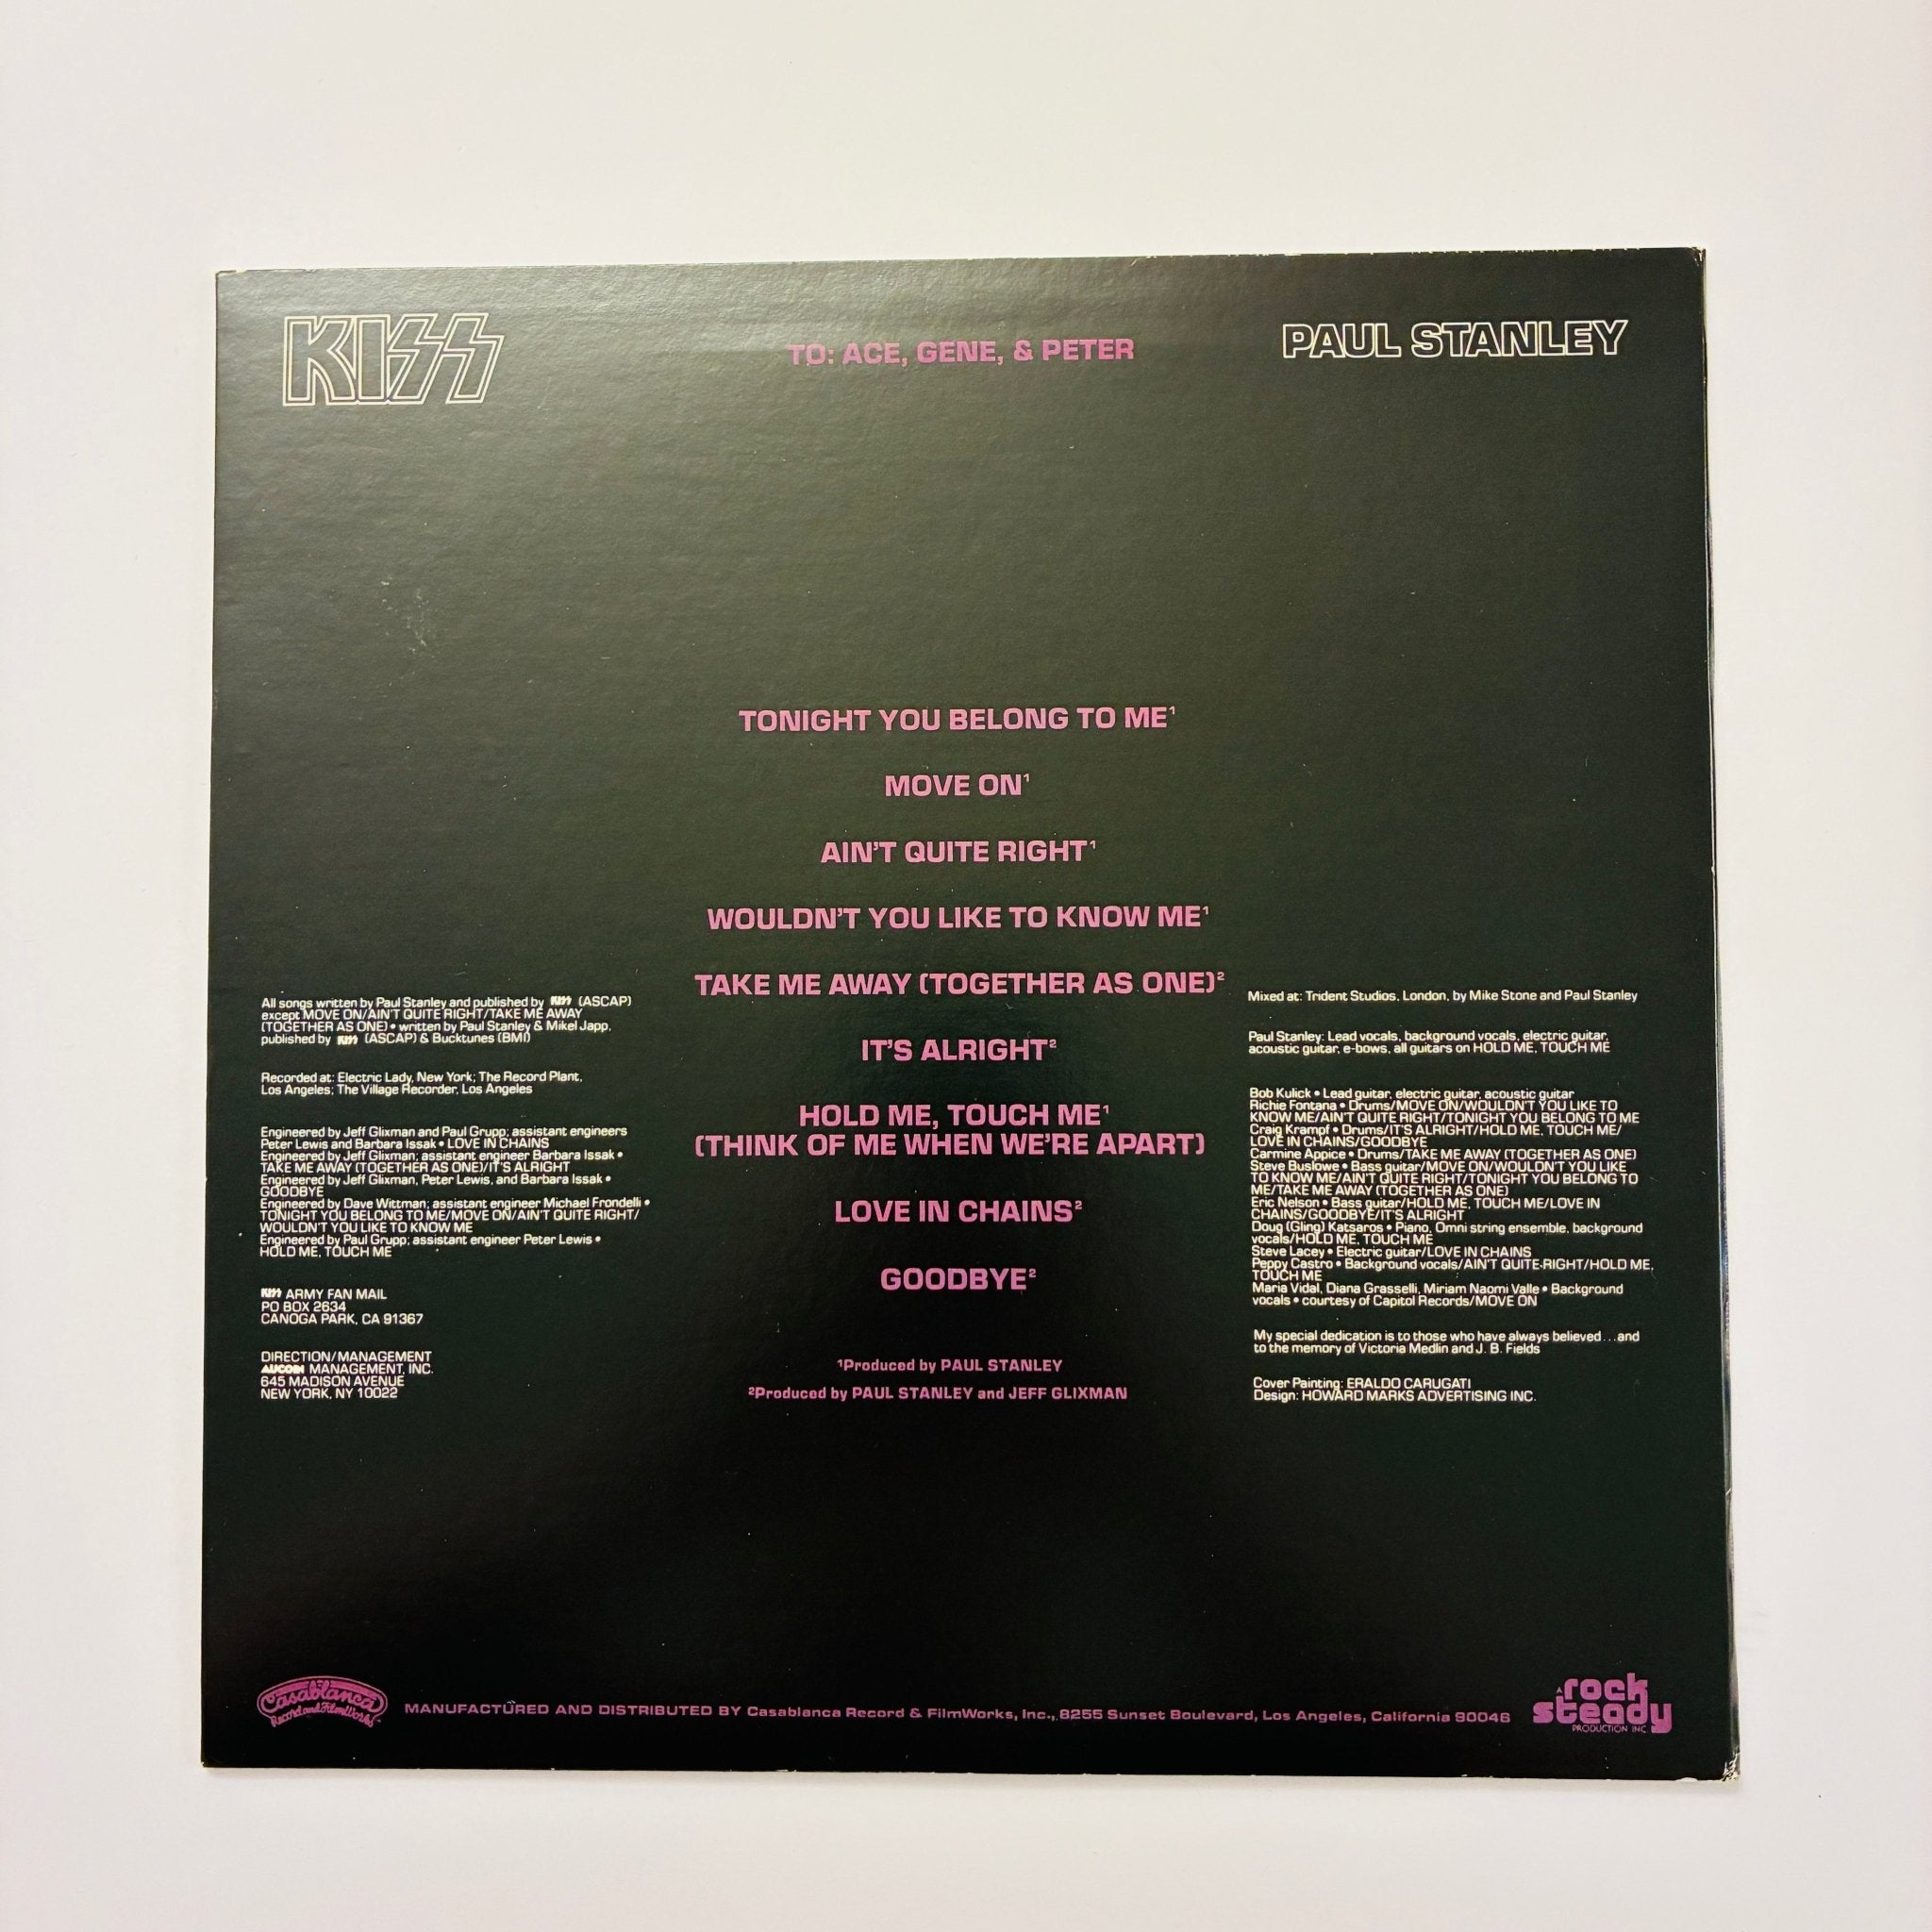 KISS
TO: ACE, GENE, & PETER
PAUL STANLEY
TONIGHT YOU BELONG TO ME¹
MOVE ON¹
AIN'T QUITE RIGHT¹
WOULDN'T YOU LIKE TO KNOW ME¹
TAKE ME AWAY (TOGETHER AS ONE)²
IT'S ALRIGHT²
HOLD ME, TOUCH ME¹
(THINK OF ME WHEN WE'RE APART)
LOVE IN CHAINS²
GOODBYE²
¹Produced by PAUL STANLEY
²Produced by PAUL STANLEY and JEFF GLIXMAN
All songs written by Paul Stanley and published by KISS (ASCAP)
except MOVE ON/AIN'T QUITE RIGHT/TAKE ME AWAY
(TOGETHER AS ONE) • written by Paul Stanley & Mikel Japp,
published by KISS (ASCAP) & Bucktunes (BMI)
Recorded at: Electric Lady, New York; The Record Plant,
Los Angeles; The Village Recorder, Los Angeles
Engineered by Jeff Glixman and Paul Grupp; assistant engineers
Peter Lewis and Barbara Issak • LOVE IN CHAINS
Engineered by Jeff Glixman; assistant engineer Barbara Issak •
TAKE ME AWAY (TOGETHER AS ONE)/IT'S ALRIGHT
Engineered by Jeff Glixman, Peter Lewis, and Barbara Issak •
GOODBYE
Engineered by Dave Wittman; assistant engineer Michael Frondelli •
TONIGHT YOU BELONG TO ME/MOVE ON/AIN'T QUITE RIGHT/
WOULDN'T YOU LIKE TO KNOW ME
Engineered by Paul Grupp; assistant engineer Peter Lewis •
HOLD ME, TOUCH ME
KISS ARMY FAN MAIL
PO BOX 2634
CANOGA PARK, CA 91367
DIRECTION/MANAGEMENT
AUCOIN MANAGEMENT, INC.
645 MADISON AVENUE
NEW YORK, NY 10022
Mixed at: Trident Studios, London, by Mike Stone and Paul Stanley
Paul Stanley: Lead vocals, background vocals, electric guitar,
acoustic guitar, e-bows, all guitars on HOLD ME, TOUCH ME
Bob Kulick • Lead guitar, electric guitar, acoustic guitar
Richie Fontana • Drums/MOVE ON/WOULDN'T YOU LIKE TO
KNOW ME/AIN'T QUITE RIGHT/TONIGHT YOU BELONG TO ME
Craig Krampf • Drums/IT'S ALRIGHT/HOLD ME, TOUCH ME/
LOVE IN CHAINS/GOODBYE
Carmine Appice • Drums/TAKE ME AWAY (TOGETHER AS ONE)
Steve Buslowe • Bass guitar/MOVE ON/WOULDN'T YOU LIKE
TO KNOW ME/AIN'T QUITE RIGHT/TONIGHT YOU BELONG TO
ME/TAKE ME AWAY (TOGETHER AS ONE)
Eric Nelson • Bass guitar/HOLD ME, TOUCH ME/LOVE IN
CHAINS/GOODBYE/IT'S ALRIGHT
Doug (Gling) Katsaros • Piano, Omni string ensemble, background
vocals/HOLD ME, TOUCH ME
Steve Lacey • Electric guitar/LOVE IN CHAINS
Peppy Castro • Background vocals/AIN'T QUITE RIGHT/HOLD ME,
TOUCH ME
Maria Vidal, Diana Grasselli, Miriam Naomi Valle • Background
vocals • courtesy of Capitol Records/MOVE ON
My special dedication is to those who have always believed...and
to the memory of Victoria Medlin and J. B. Fields
Cover Painting: ERALDO CARUGATI
Design: HOWARD MARKS ADVERTISING INC.
Casablanca
Record and FilmWorks
MANUFACTURED AND DISTRIBUTED BY Casablanca Record & FilmWorks, Inc., 8255 Sunset Boulevard, Los Angeles, California 90046
A rock
steady
PRODUCTION INC.